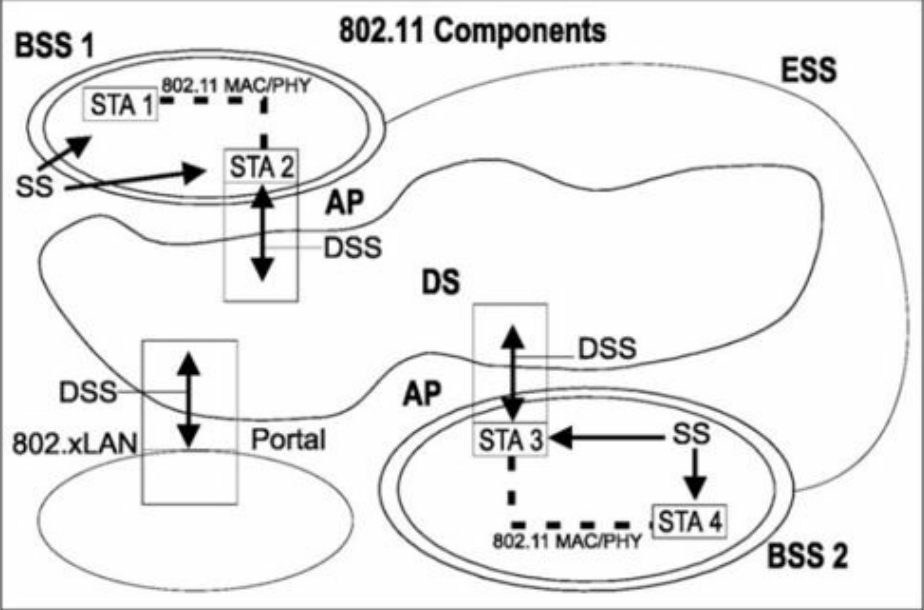 802.11 Components
BSS 1
ESS
802.11 MAC/PHY
STA 1
STA 2
SS
AP
DSS
DS
DSS
DSS
AP
802.xLAN
Portal
STA 3
SS
STA 4
802.11 MAC/PHY
BSS 2